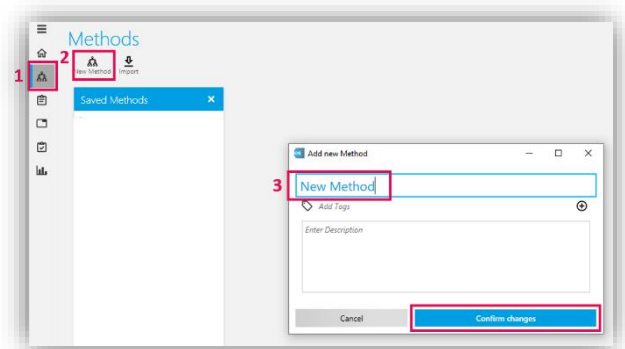 Methods
2
1
New Method
Import
Saved Methods
Add new Method
3
New Method
Add Tags
Enter Description
Cancel
Confirm changes